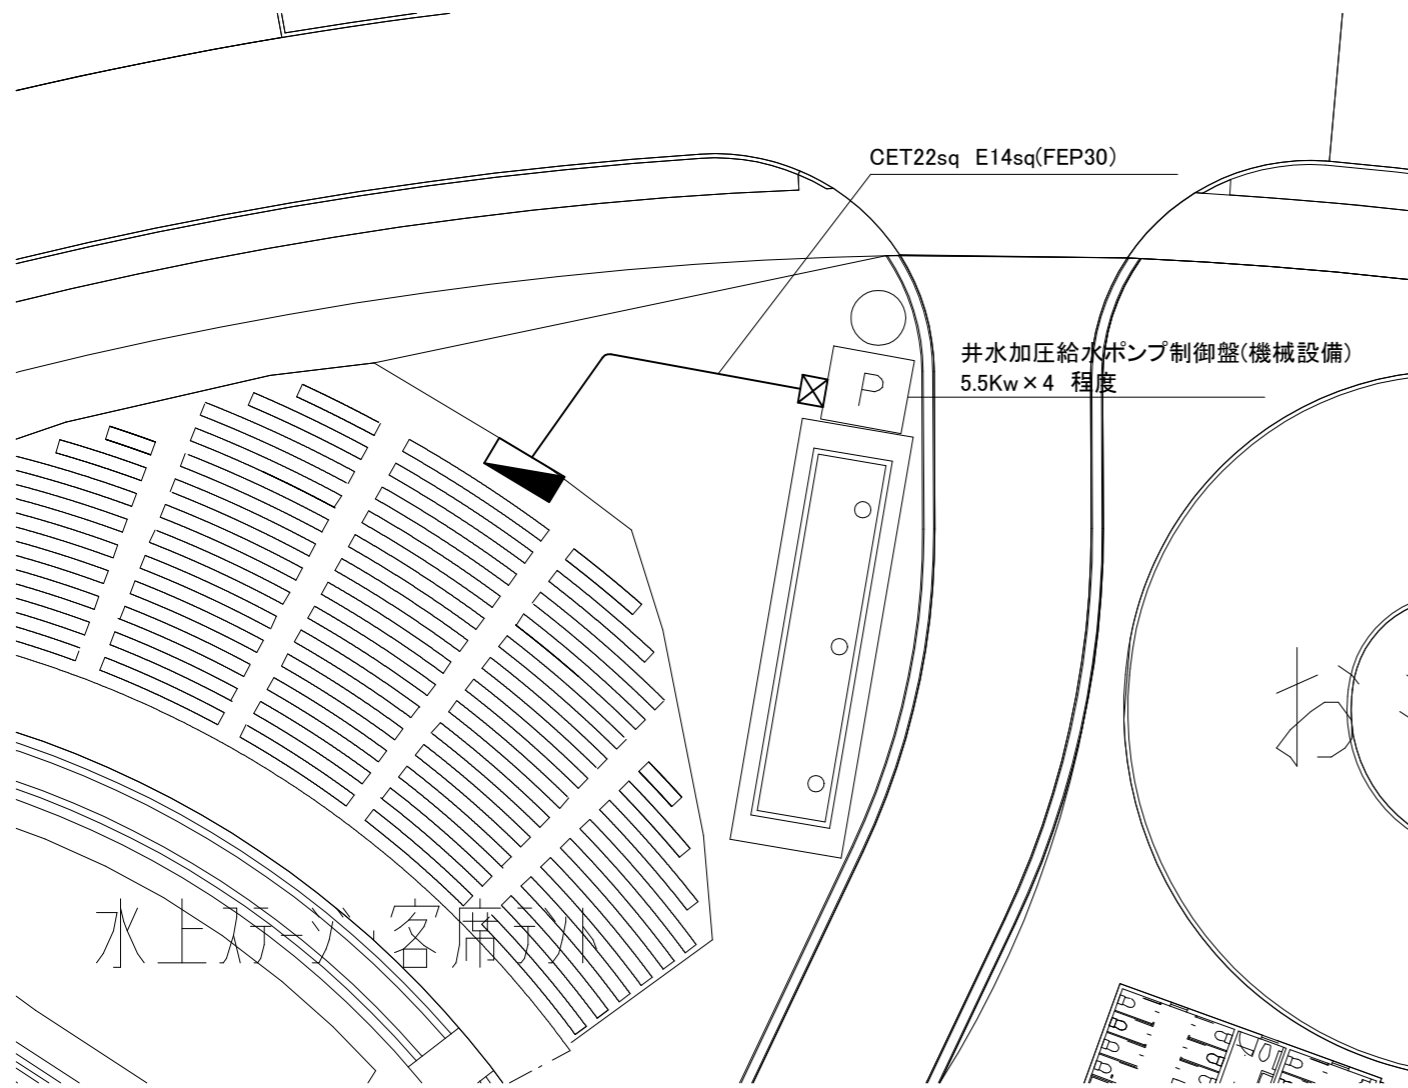 CET22sq E14sq(FEP30)
井水加圧給水ポンプ制御盤(機械設備)
5.5Kw×4 程度
P
水上ステージ・客席テント
お